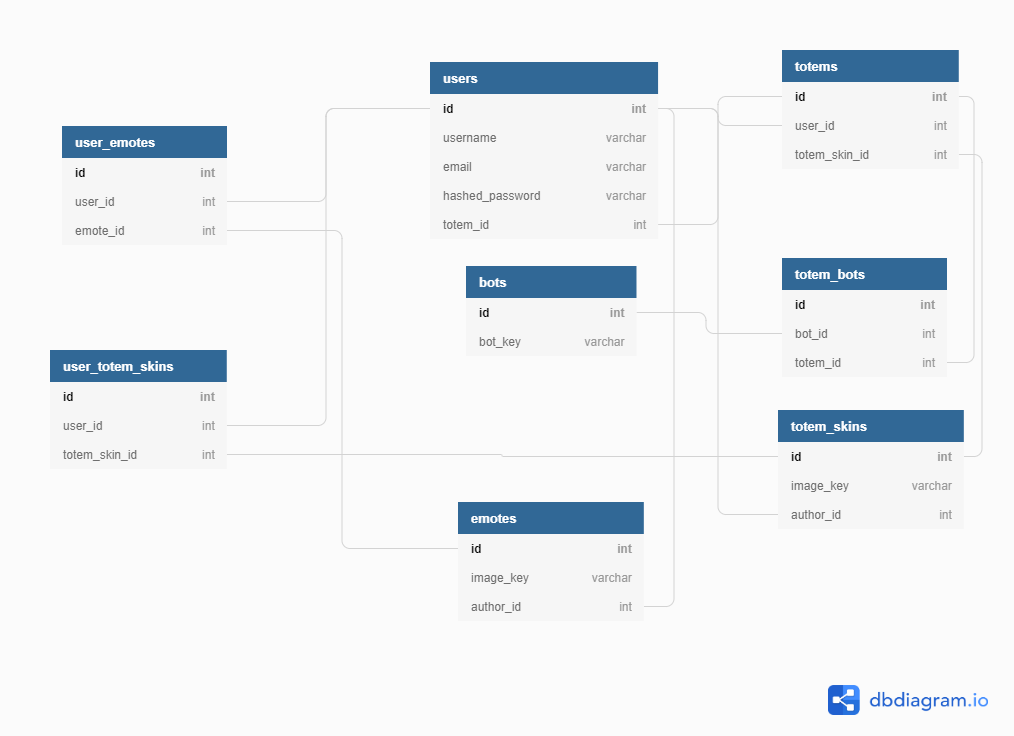 users
id int
username varchar
email varchar
hashed_password varchar
totem_id int
totems
id int
user_id int
totem_skin_id int
user_emotes
id int
user_id int
emote_id int
bots
id int
bot_key varchar
totem_bots
id int
bot_id int
totem_id int
user_totem_skins
id int
user_id int
totem_skin_id int
totem_skins
id int
image_key varchar
author_id int
emotes
id int
image_key varchar
author_id int
dbdiagram.io